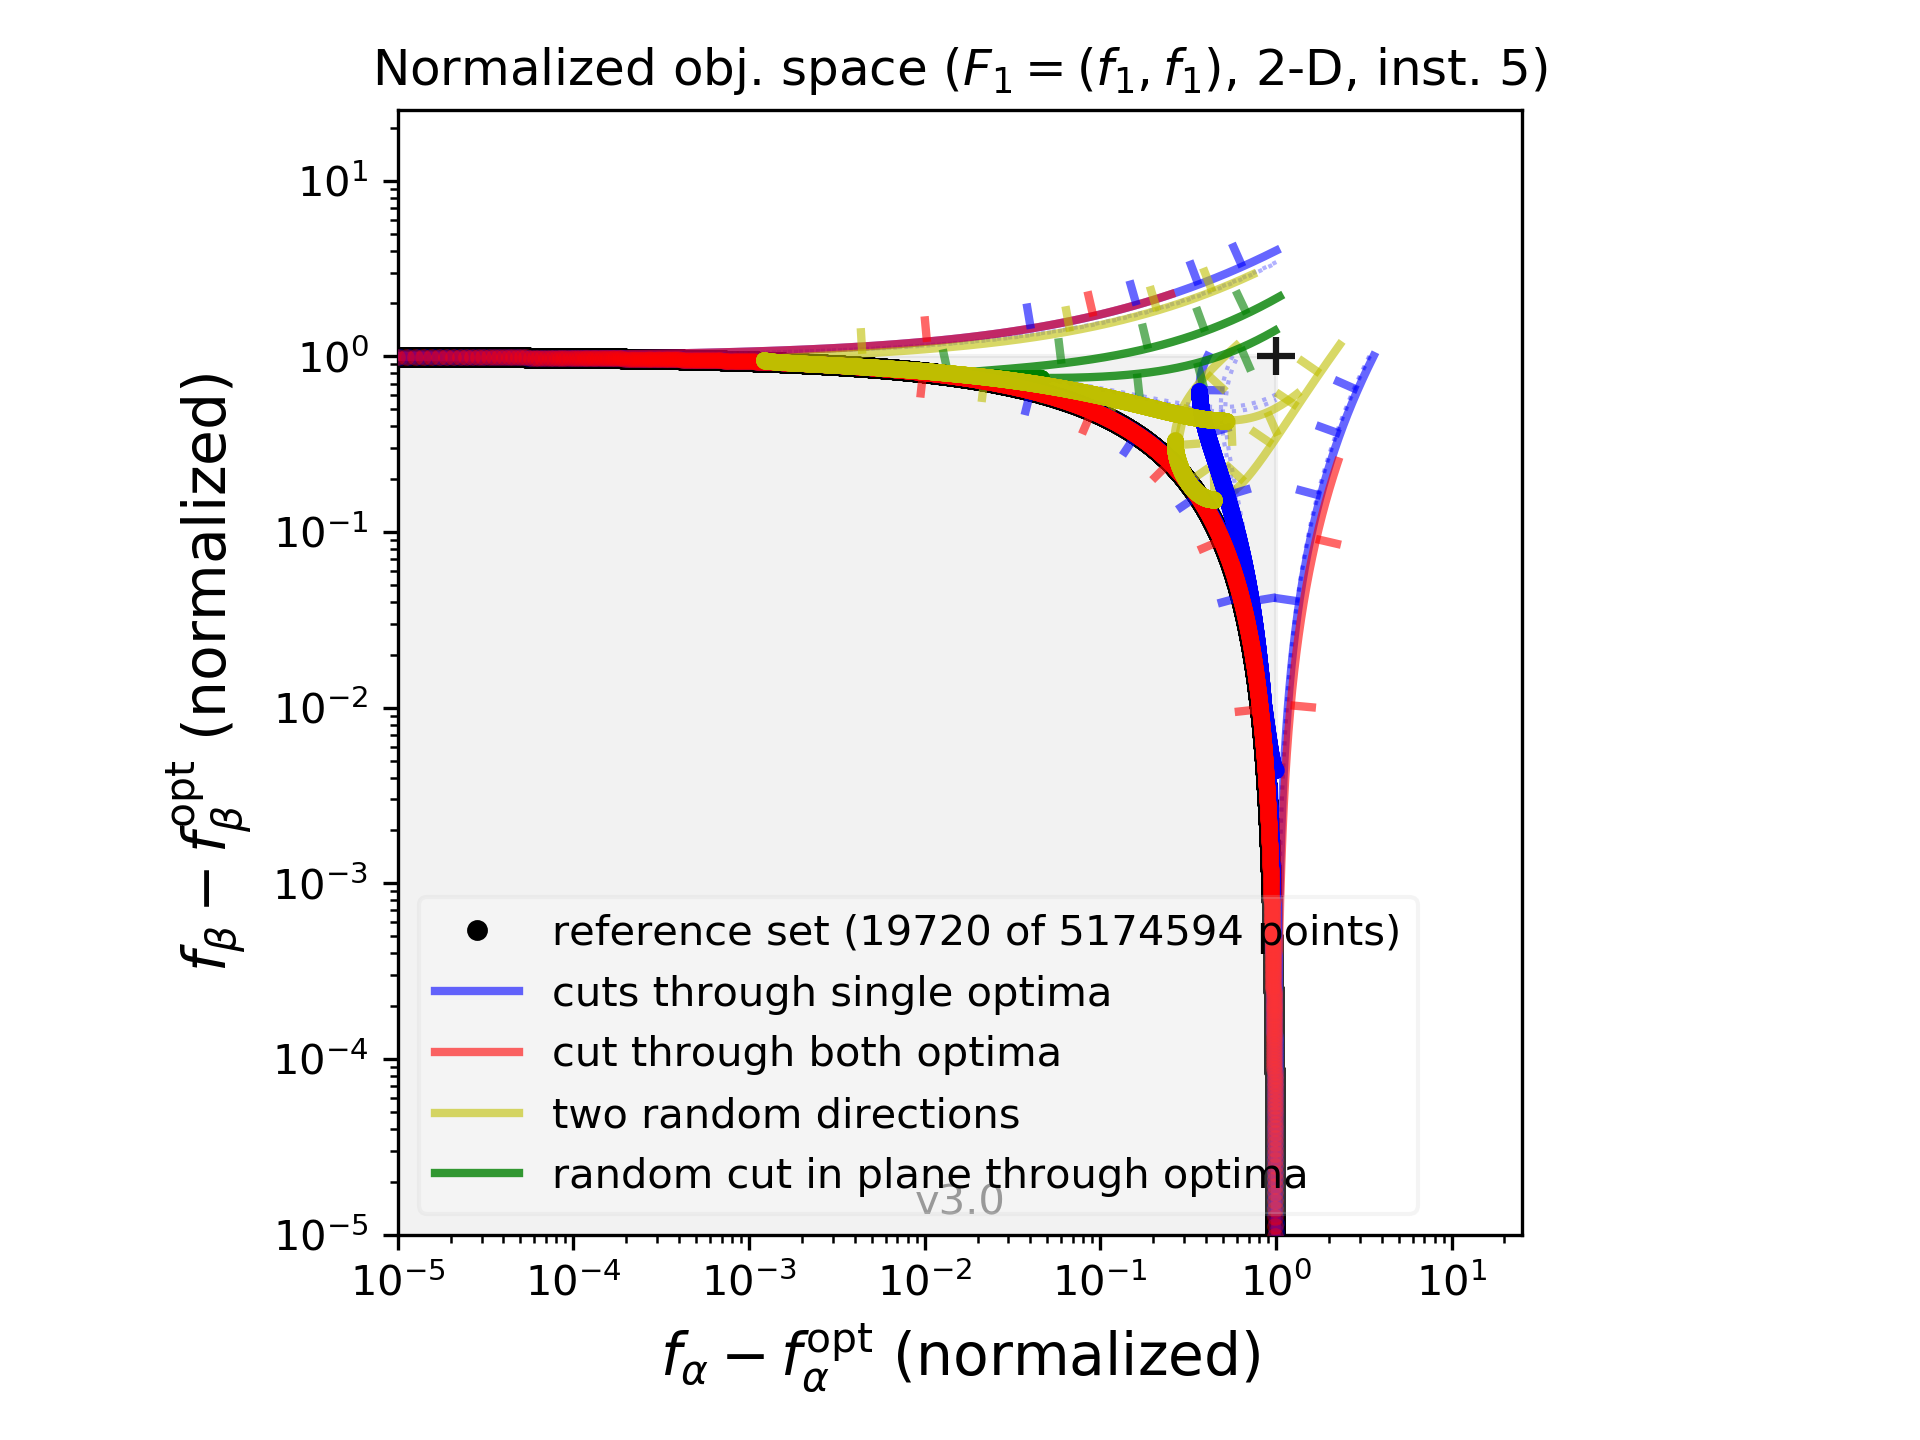 Normalized obj. space (F₁ = (f₁, f₁), 2-D, inst. 5)
f_β − f_β^opt (normalized)
10¹
10⁰
10⁻¹
10⁻²
10⁻³
10⁻⁴
10⁻⁵
reference set (19720 of 5174594 points)
cuts through single optima
cut through both optima
two random directions
random cut in plane through optima
v3.0
10⁻⁵ 10⁻⁴ 10⁻³ 10⁻² 10⁻¹ 10⁰ 10¹
f_α − f_α^opt (normalized)